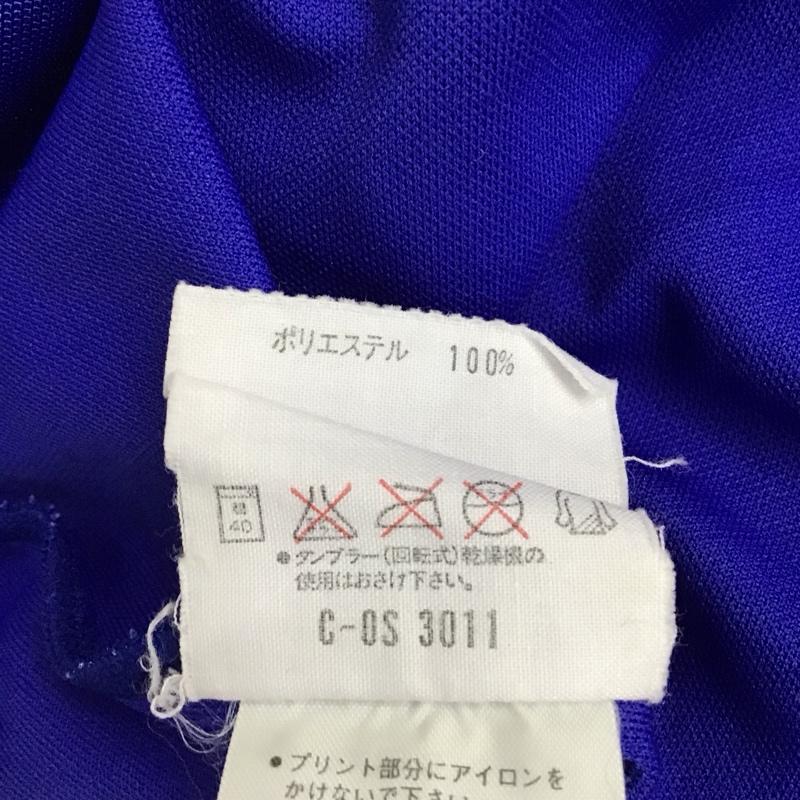 ポリエステル 100%
40
●タンブラー(回転式)乾燥機の
使用はおさけ下さい。
C-OS 3011
●プリント部分にアイロンを
かけないで下さい